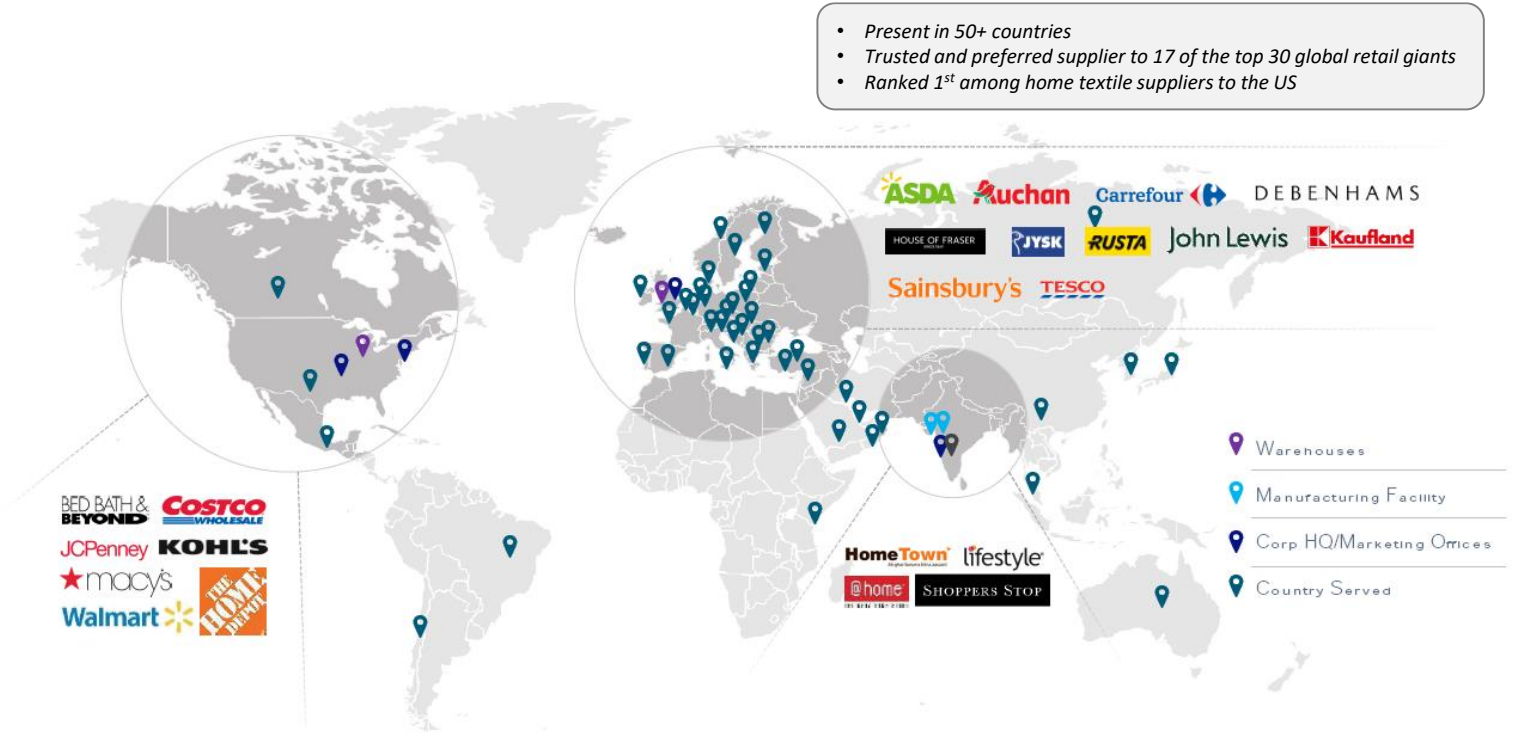 • Present in 50+ countries
• Trusted and preferred supplier to 17 of the top 30 global retail giants
• Ranked 1st among home textile suppliers to the US
ASDA Auchan Carrefour DEBENHAMS
HOUSE OF FRASER JYSK RUSTA John Lewis Kaufland
Sainsbury's TESCO
BED BATH & BEYOND COSTCO WHOLESALE
JCPenney KOHL'S
macy's THE HOME DEPOT
Walmart
HomeTown lifestyle
@home SHOPPERS STOP
Warehouses
Manufacturing Facility
Corp HQ/Marketing Offices
Country Served